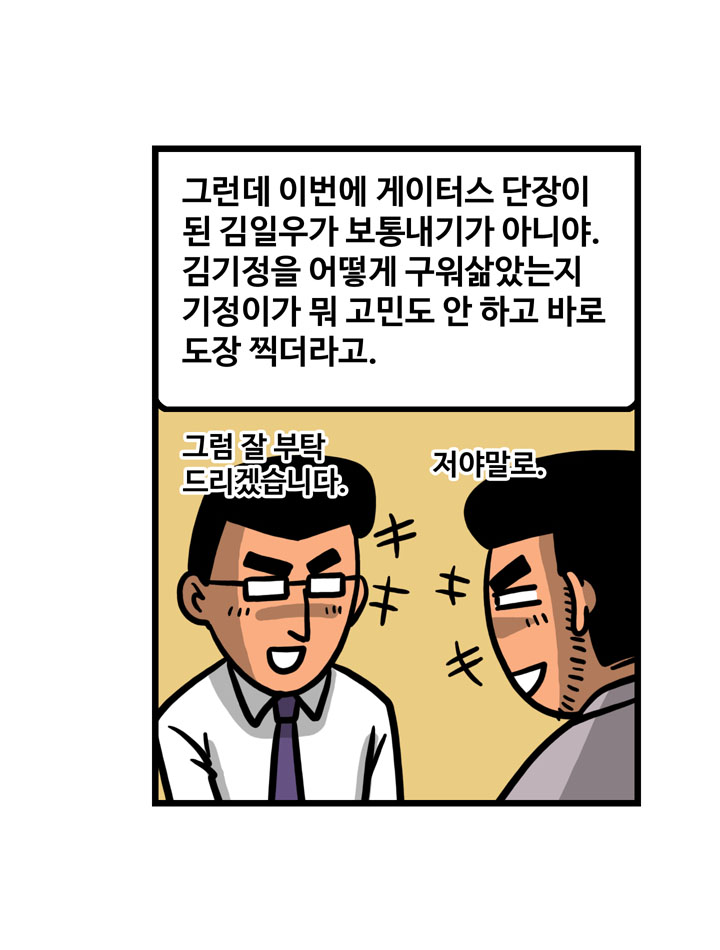 그런데 이번에 게이터스 단장이
된 김일우가 보통내기가 아니야.
김기정을 어떻게 구워삶았는지
기정이가 뭐 고민도 안 하고 바로
도장 찍더라고.
그럼 잘 부탁
드리겠습니다.
저야말로.